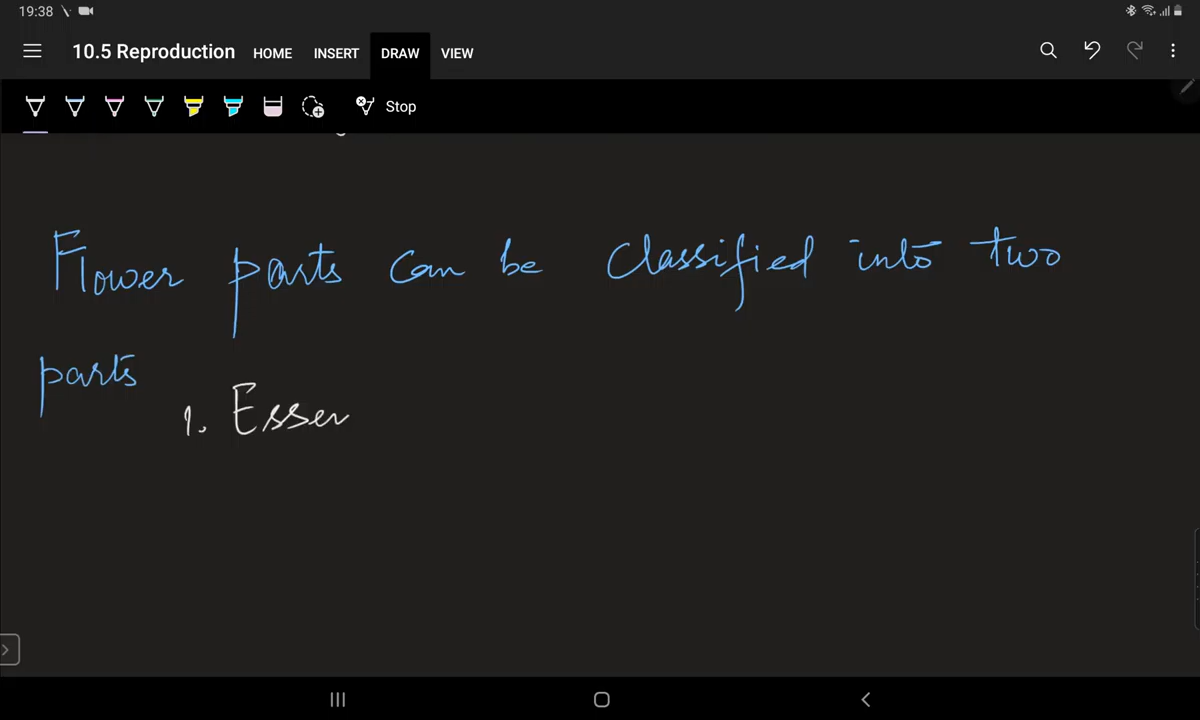 19:38
10.5 Reproduction HOME INSERT DRAW VIEW
Stop
Flower parts can be classified into two
parts
1. Essen